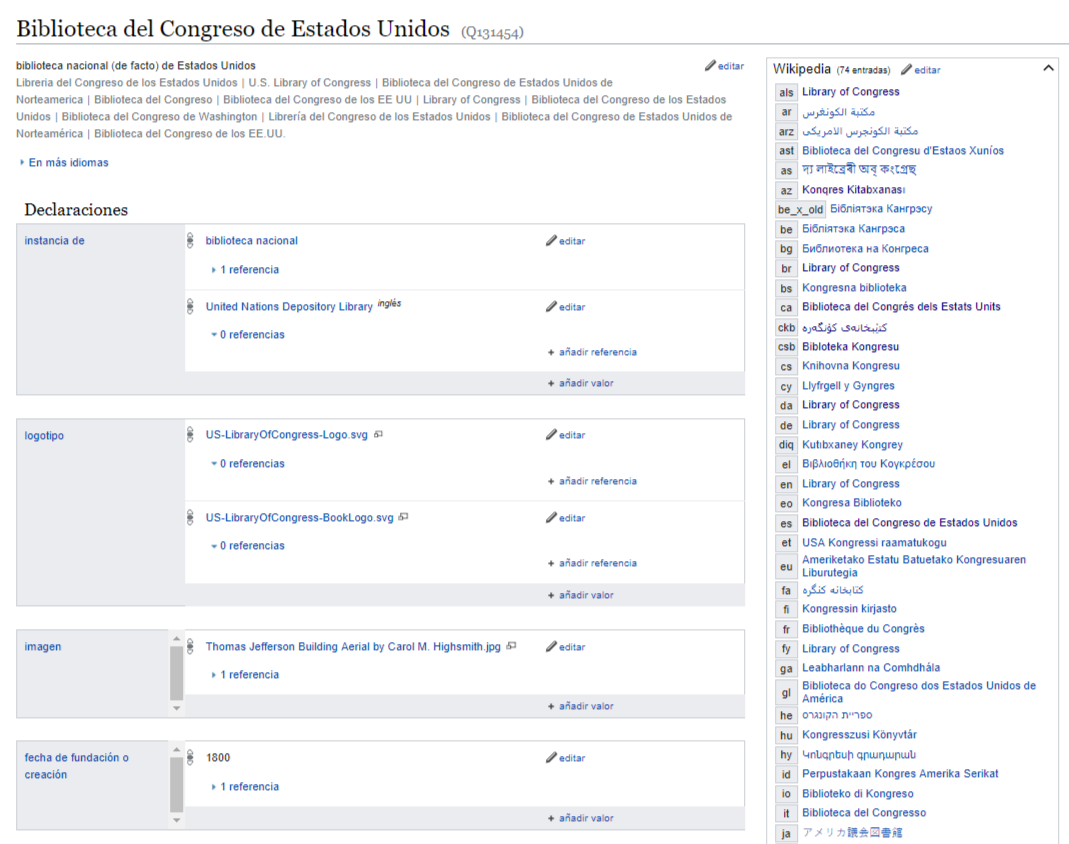 Biblioteca del Congreso de Estados Unidos (Q131454)
biblioteca nacional (de facto) de Estados Unidos
editar
Libreria del Congreso de los Estados Unidos | U.S. Library of Congress | Biblioteca del Congreso de Estados Unidos de
Norteamerica | Biblioteca del Congreso | Biblioteca del Congreso de los EE UU | Library of Congress | Biblioteca del Congreso de los Estados
Unidos | Biblioteca del Congreso de Washington | Librería del Congreso de los Estados Unidos | Biblioteca del Congreso de Estados Unidos de
Norteamérica | Biblioteca del Congreso de los EE.UU.
En más idiomas
Declaraciones
instancia de
biblioteca nacional
editar
1 referencia
United Nations Depository Library inglés
editar
0 referencias
+ añadir referencia
+ añadir valor
logotipo
US-LibraryOfCongress-Logo.svg
editar
0 referencias
+ añadir referencia
US-LibraryOfCongress-BookLogo.svg
editar
0 referencias
+ añadir referencia
+ añadir valor
imagen
Thomas Jefferson Building Aerial by Carol M. Highsmith.jpg
editar
1 referencia
+ añadir valor
fecha de fundación o
creación
1800
editar
1 referencia
+ añadir valor
Wikipedia (74 entradas) editar
als Library of Congress
ar مكتبة الكونغرس
arz مكتبة الكونجرس الامريكى
ast Biblioteca del Congresu d'Estaos Xuníos
as দ্য লাইব্ৰেৰী অব্ কংগ্ৰেছ
az Konqres Kitabxanası
be_x_old Бібліятэка Кангрэсу
be Бібліятэка Кангрэса
bg Библиотека на Конгреса
br Library of Congress
bs Kongresna biblioteka
ca Biblioteca del Congrés dels Estats Units
ckb کتێبخانەی کۆنگەرە
csb Bibloteka Kongresu
cs Knihovna Kongresu
cy Llyfrgell y Gyngres
da Library of Congress
de Library of Congress
diq Kutıbxaney Kongrey
el Βιβλιοθήκη του Κογκρέσου
en Library of Congress
eo Kongresa Biblioteko
es Biblioteca del Congreso de Estados Unidos
et USA Kongressi raamatukogu
eu Ameriketako Estatu Batuetako Kongresuaren
Liburutegia
fa کتابخانه کنگره
fi Kongressin kirjasto
fr Bibliothèque du Congrès
fy Library of Congress
ga Leabharlann na Comhdhála
gl Biblioteca do Congreso dos Estados Unidos de
América
he ספריית הקונגרס
hu Kongresszusi Könyvtár
hy Կոնգրեսի գրադարան
id Perpustakaan Kongres Amerika Serikat
io Biblioteko di Kongreso
it Biblioteca del Congresso
ja アメリカ議会図書館